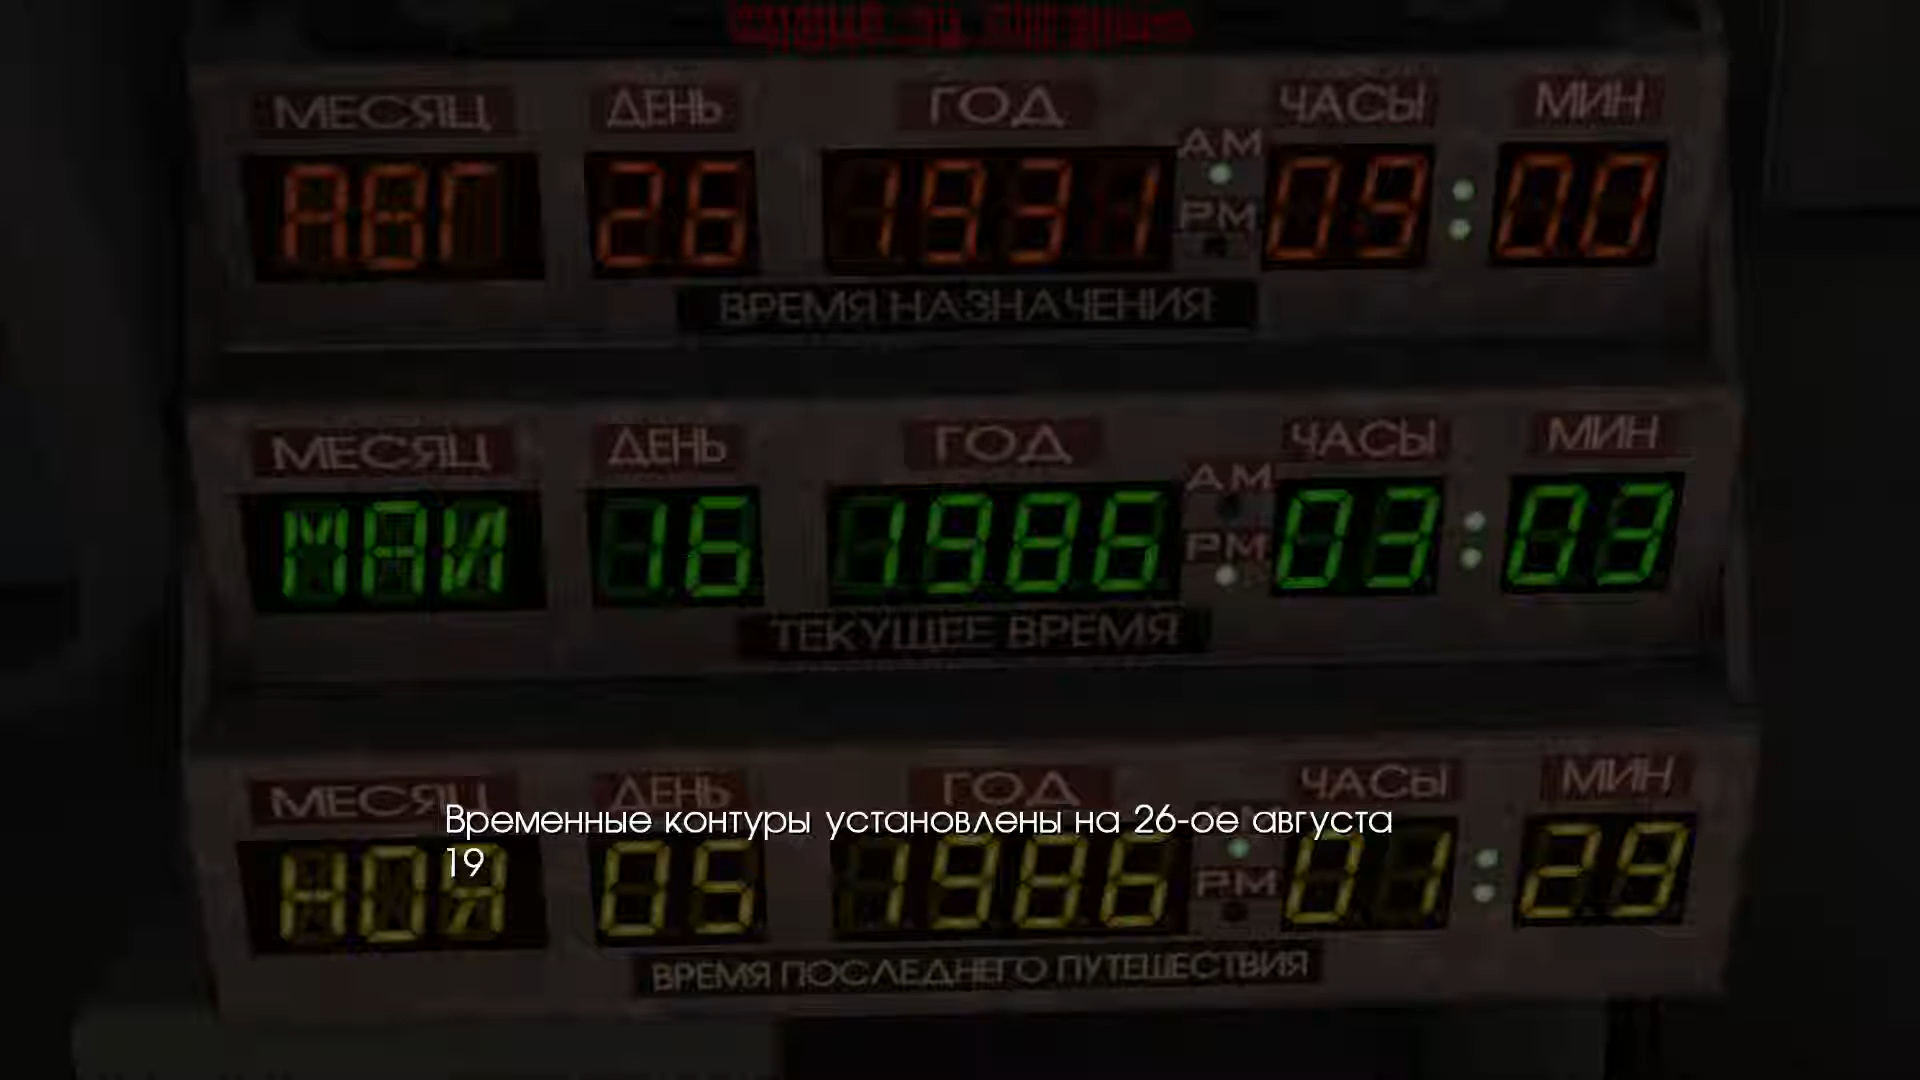 МЕСЯЦ ДЕНЬ ГОД ЧАСЫ МИН
АВГ 26 1931 AM PM 09:00
ВРЕМЯ НАЗНАЧЕНИЯ
МЕСЯЦ ДЕНЬ ГОД ЧАСЫ МИН
МАЙ 16 1986 AM PM 03:03
ТЕКУЩЕЕ ВРЕМЯ
МЕСЯЦ ДЕНЬ ГОД ЧАСЫ МИН
НОЯ 05 1986 AM PM 01:29
ВРЕМЯ ПОСЛЕДНЕГО ПУТЕШЕСТВИЯ
Временные контуры установлены на 26-ое августа
19